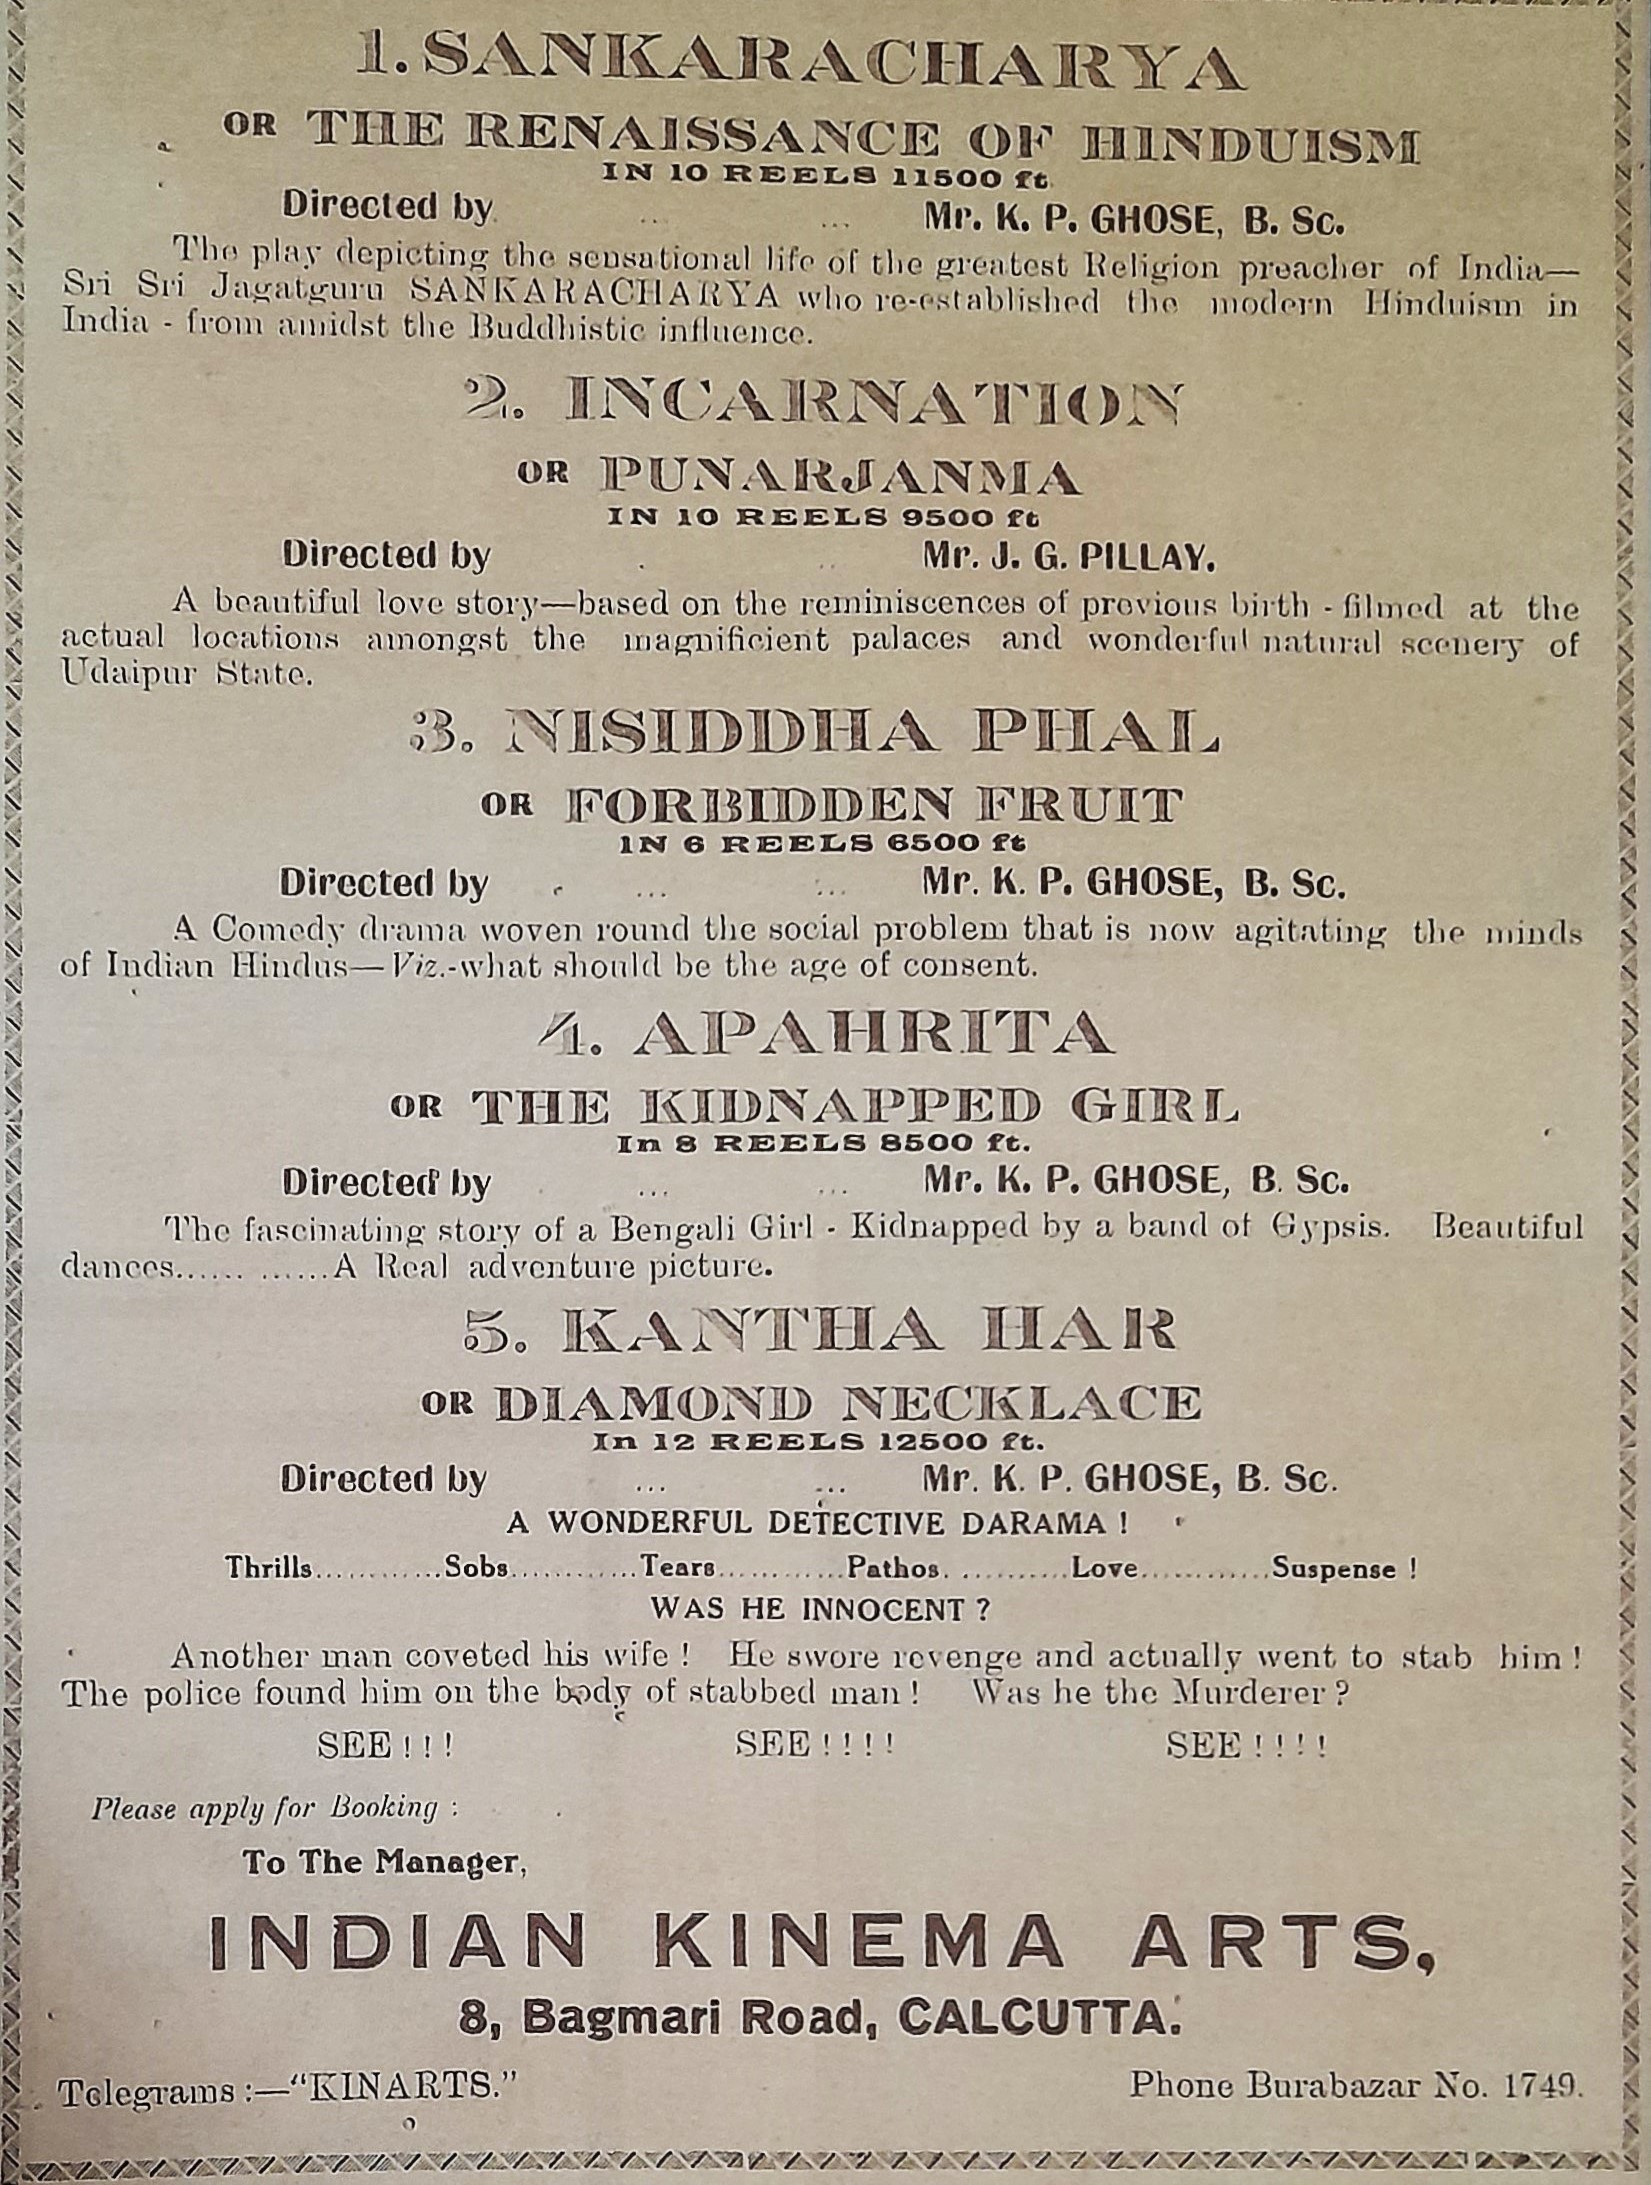 1. SANKARACHARYA
OR THE RENAISSANCE OF HINDUISM
IN 10 REELS 11500 ft.
Directed by ... ... Mr. K. P. GHOSE, B. Sc.
The play depicting the sensational life of the greatest Religion preacher of India—
Sri Sri Jagatguru SANKARACHARYA who re-established the modern Hinduism in
India - from amidst the Buddhistic influence.
2. INCARNATION
OR PUNARJANMA
IN 10 REELS 9500 ft
Directed by . .. Mr. J. G. PILLAY.
A beautiful love story—based on the reminiscences of previous birth - filmed at the
actual locations amongst the magnificient palaces and wonderful natural scenery of
Udaipur State.
3. NISIDDHA PHAL
OR FORBIDDEN FRUIT
IN 6 REELS 6500 ft
Directed by ... ... Mr. K. P. GHOSE, B. Sc.
A Comedy drama woven round the social problem that is now agitating the minds
of Indian Hindus—Viz.-what should be the age of consent.
4. APAHRITA
OR THE KIDNAPPED GIRL
In 8 REELS 8500 ft.
Directed by ... ... Mr. K. P. GHOSE, B. Sc.
The fascinating story of a Bengali Girl - Kidnapped by a band of Gypsis. Beautiful
dances...... ......A Real adventure picture.
5. KANTHA HAR
OR DIAMOND NECKLACE
In 12 REELS 12500 ft.
Directed by ... ... Mr. K. P. GHOSE, B. Sc.
A WONDERFUL DETECTIVE DARAMA !
Thrills............Sobs............Tears............Pathos. ..........Love............Suspense !
WAS HE INNOCENT ?
Another man coveted his wife ! He swore revenge and actually went to stab him !
The police found him on the body of stabbed man ! Was he the Murderer ?
SEE ! ! ! SEE ! ! ! ! SEE ! ! ! !
Please apply for Booking :
To The Manager,
INDIAN KINEMA ARTS,
8, Bagmari Road, CALCUTTA.
Telegrams :—"KINARTS." Phone Burabazar No. 1749.